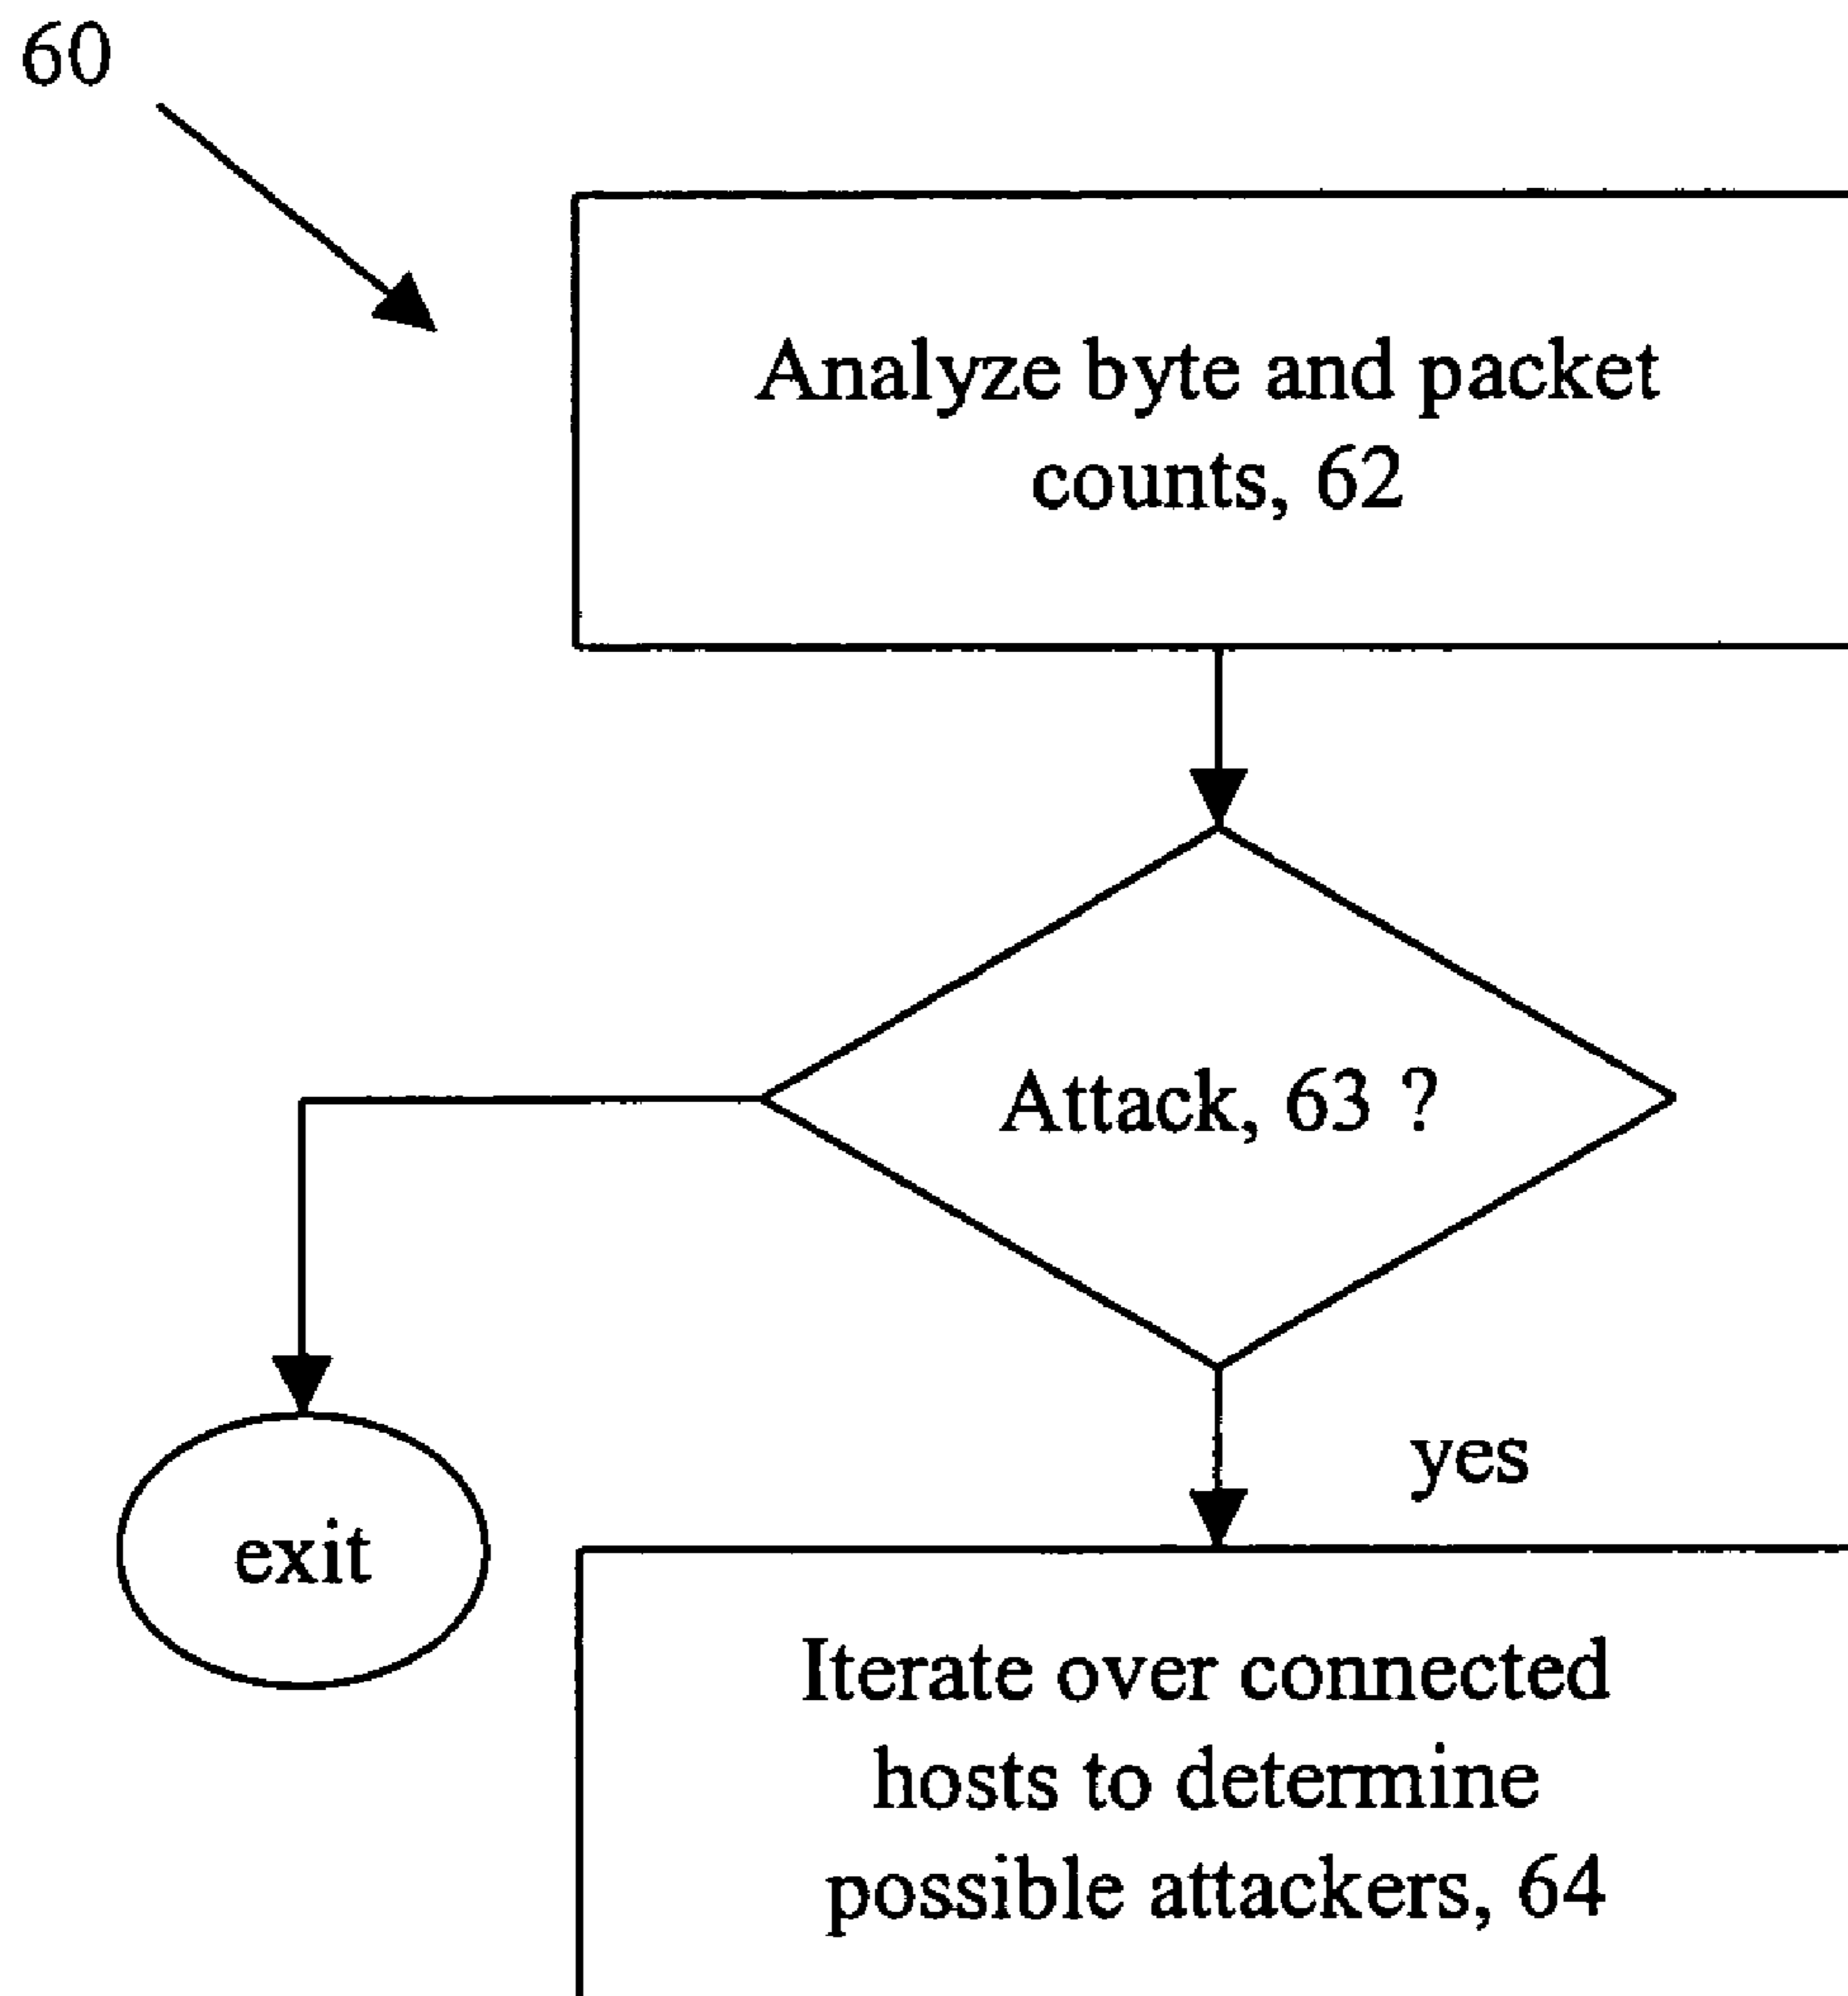 60
Analyze byte and packet
counts, 62
Attack, 63 ?
yes
exit
Iterate over connected
hosts to determine
possible attackers, 64